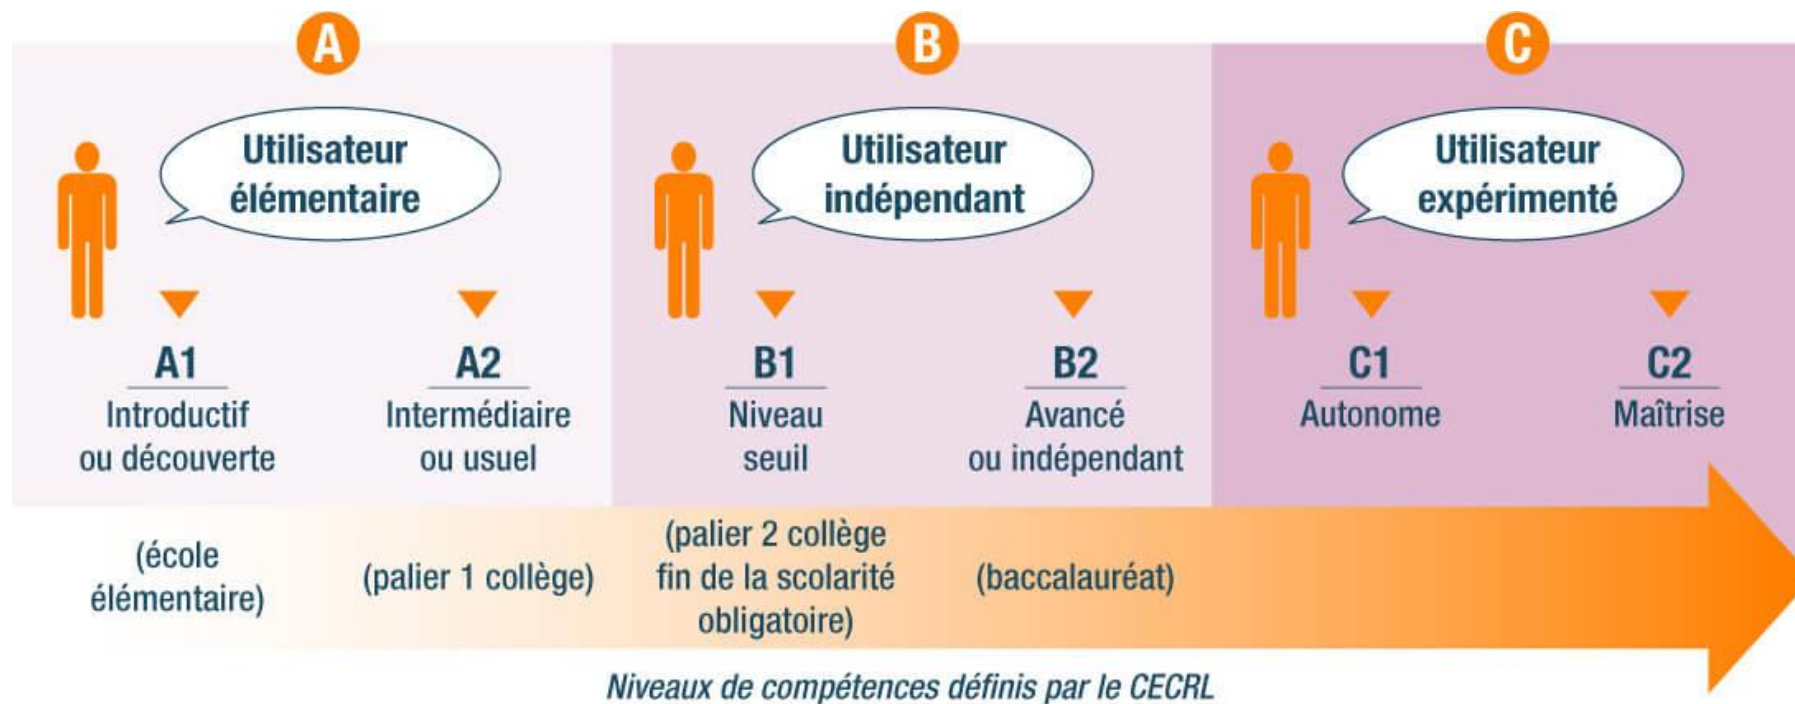 A
B
C
Utilisateur
élémentaire
Utilisateur
indépendant
Utilisateur
expérimenté
A1
Introductif
ou découverte
A2
Intermédiaire
ou usuel
B1
Niveau
seuil
B2
Avancé
ou indépendant
C1
Autonome
C2
Maîtrise
(école
élémentaire)
(palier 1 collège)
(palier 2 collège
fin de la scolarité
obligatoire)
(baccalauréat)
Niveaux de compétences définis par le CECRL